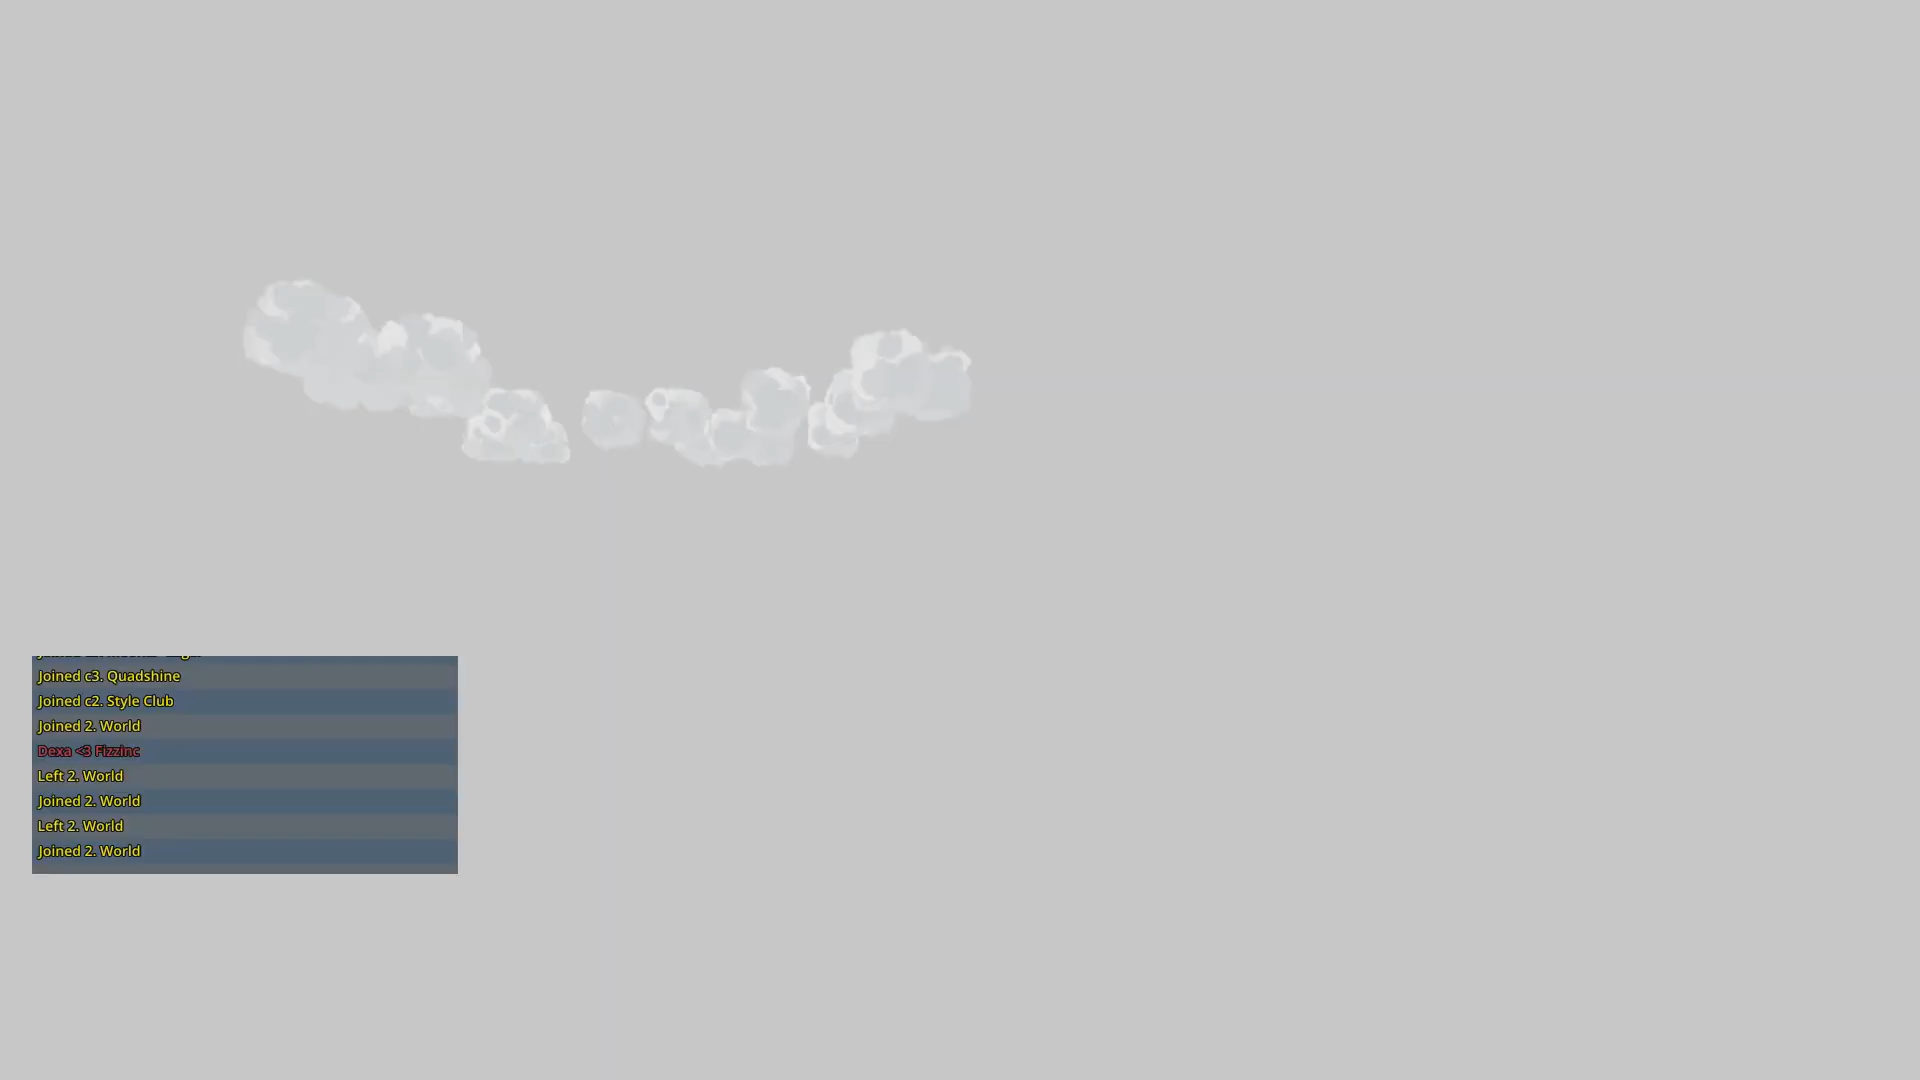 Joined c3. Quadshine
Joined c2. Style Club
Joined 2. World
Dexa <3 Fizzinc
Left 2. World
Joined 2. World
Left 2. World
Joined 2. World